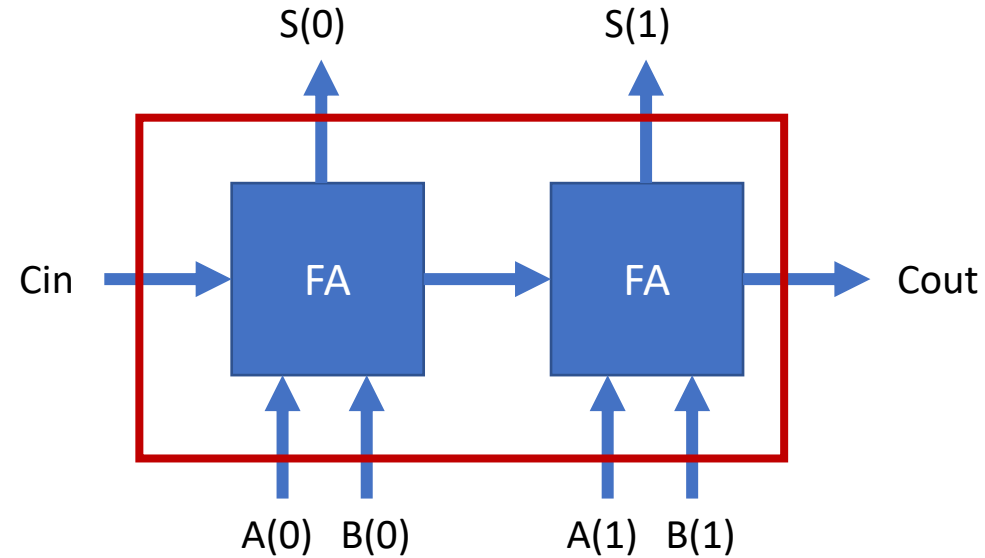 S(0) S(1)
Cin FA FA Cout
A(0) B(0) A(1) B(1)